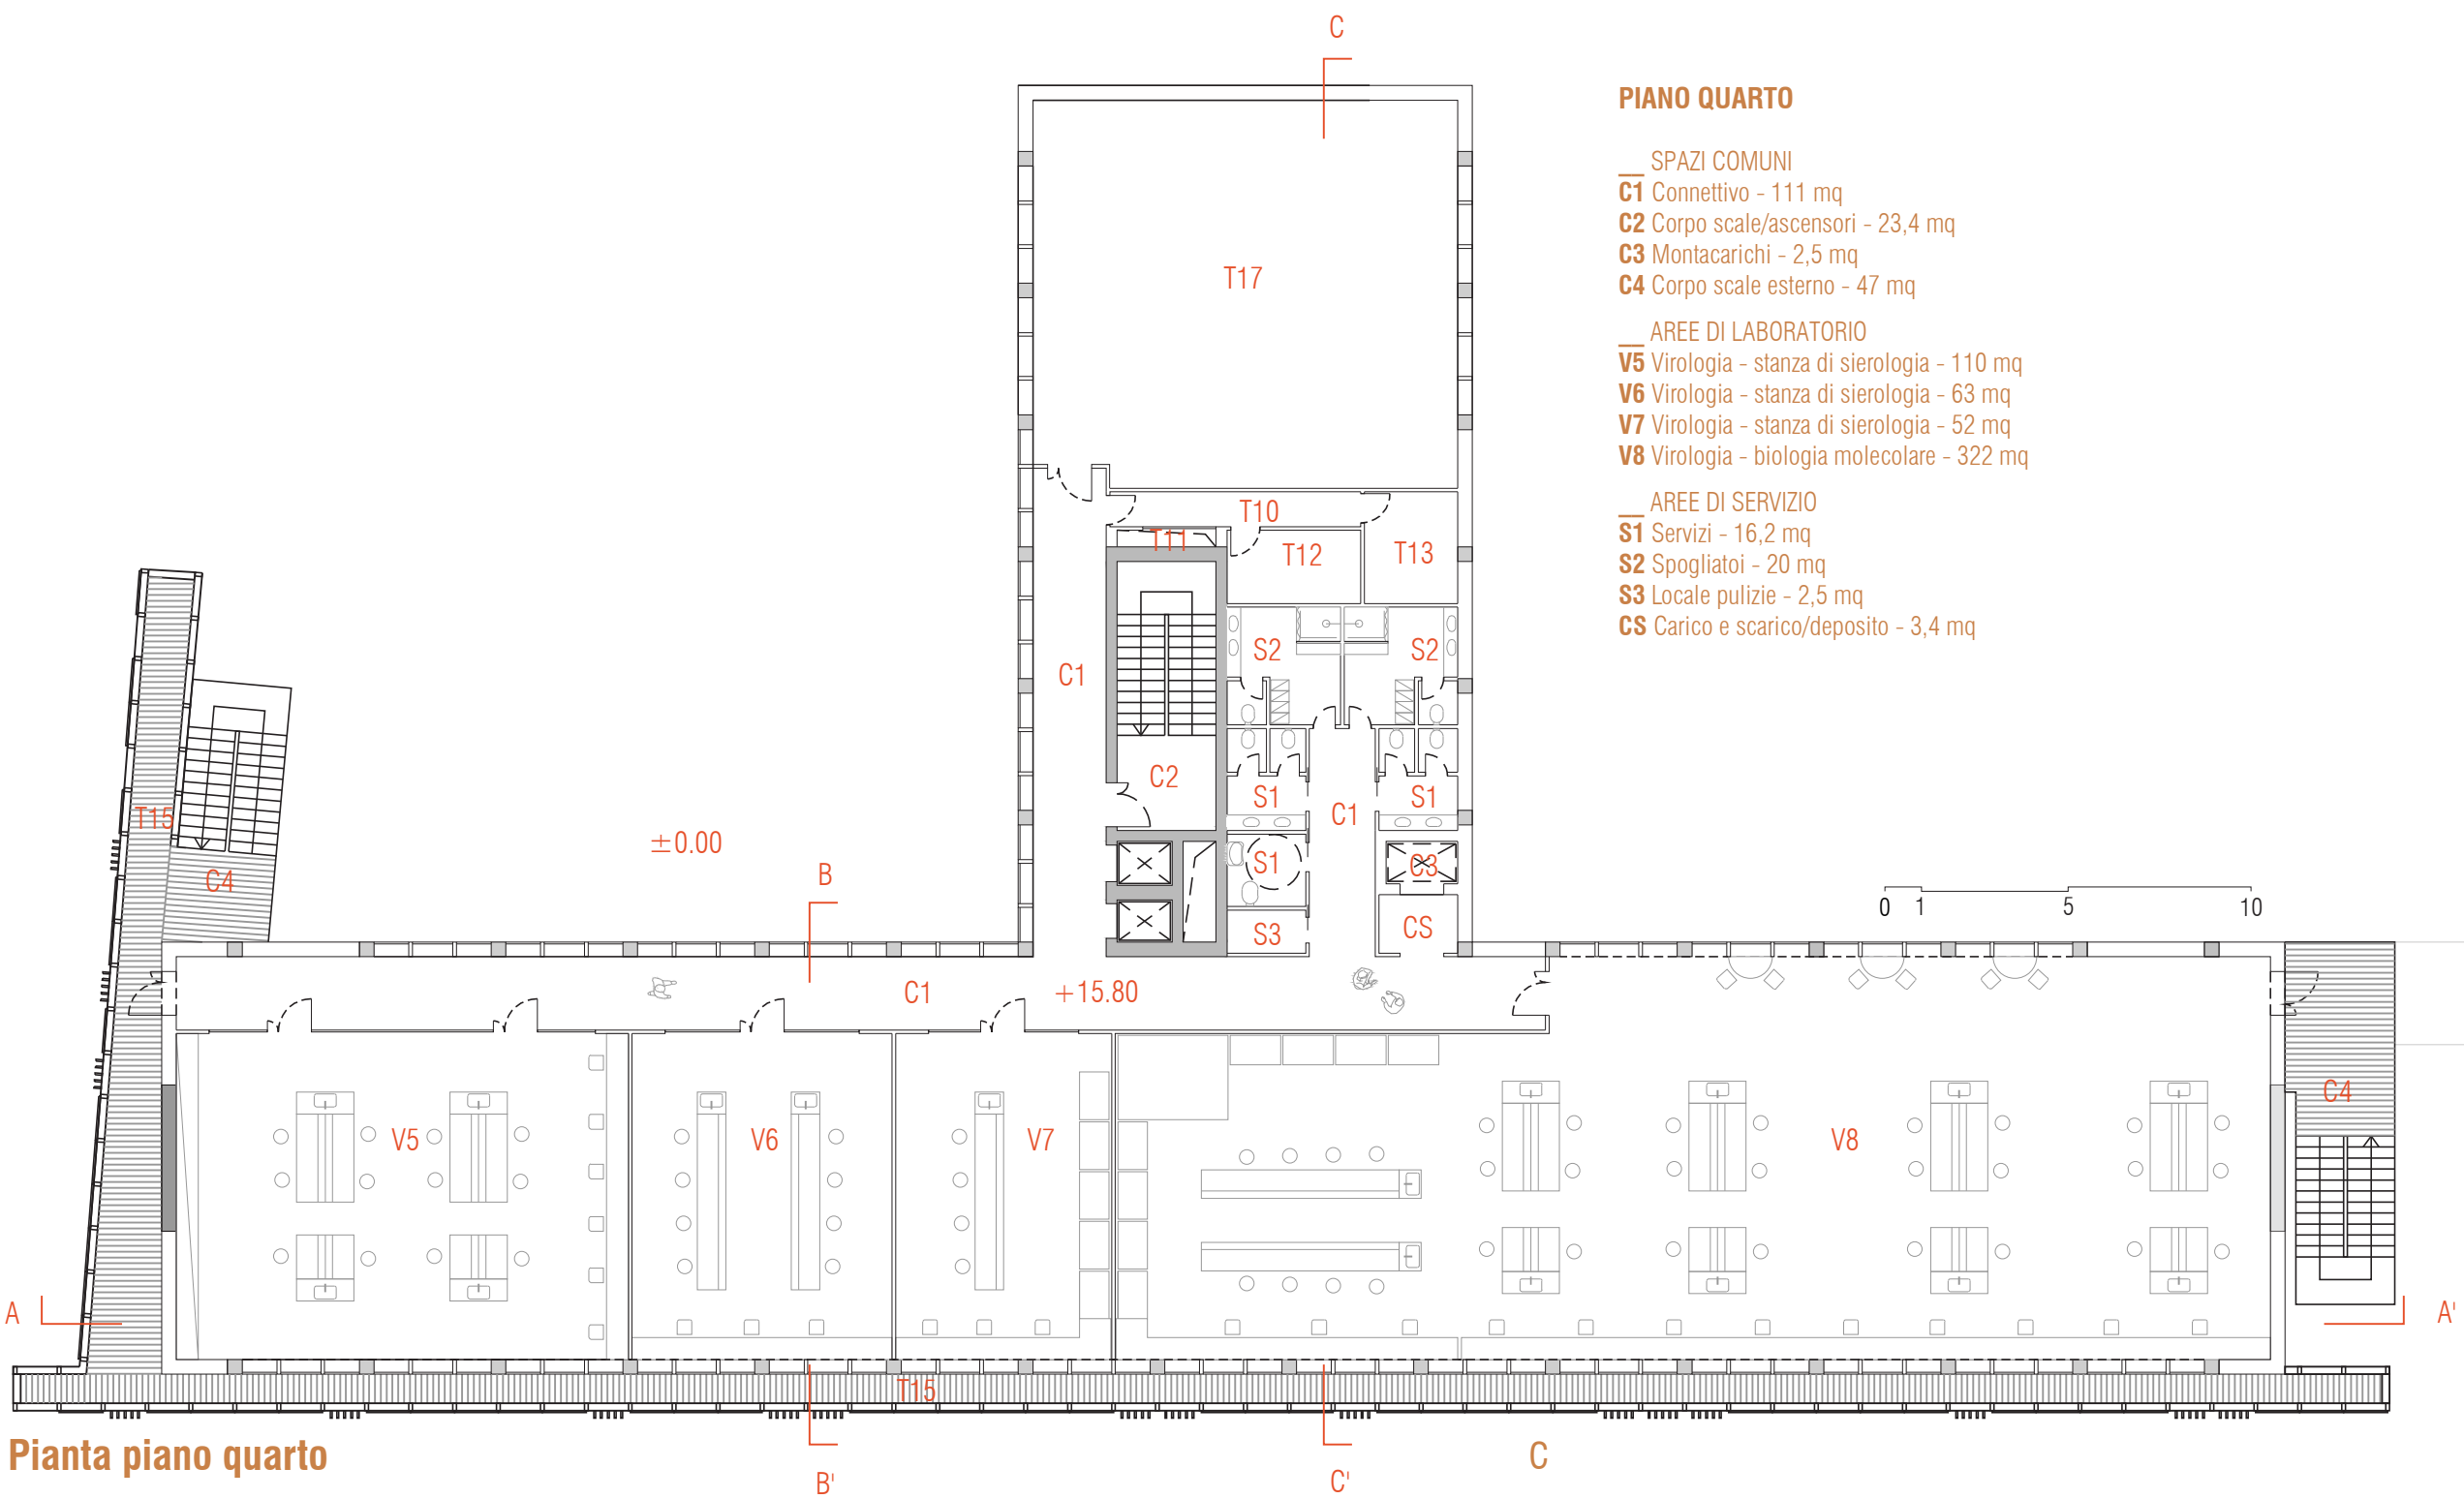 C
PIANO QUARTO
__ SPAZI COMUNI
C1 Connettivo - 111 mq
C2 Corpo scale/ascensori - 23,4 mq
C3 Montacarichi - 2,5 mq
C4 Corpo scale esterno - 47 mq
__ AREE DI LABORATORIO
V5 Virologia - stanza di sierologia - 110 mq
V6 Virologia - stanza di sierologia - 63 mq
V7 Virologia - stanza di sierologia - 52 mq
V8 Virologia - biologia molecolare - 322 mq
__ AREE DI SERVIZIO
S1 Servizi - 16,2 mq
S2 Spogliatoi - 20 mq
S3 Locale pulizie - 2,5 mq
CS Carico e scarico/deposito - 3,4 mq
T17
T10
T11
T12
T13
S2
S2
C1
C2
S1
S1
C1
T15
±0.00
S1
C3
C4
B
S3
CS
0 1 5 10
C1
+15.80
C4
V5
V6
V7
V8
A
A'
T15
Pianta piano quarto
B'
C'
C